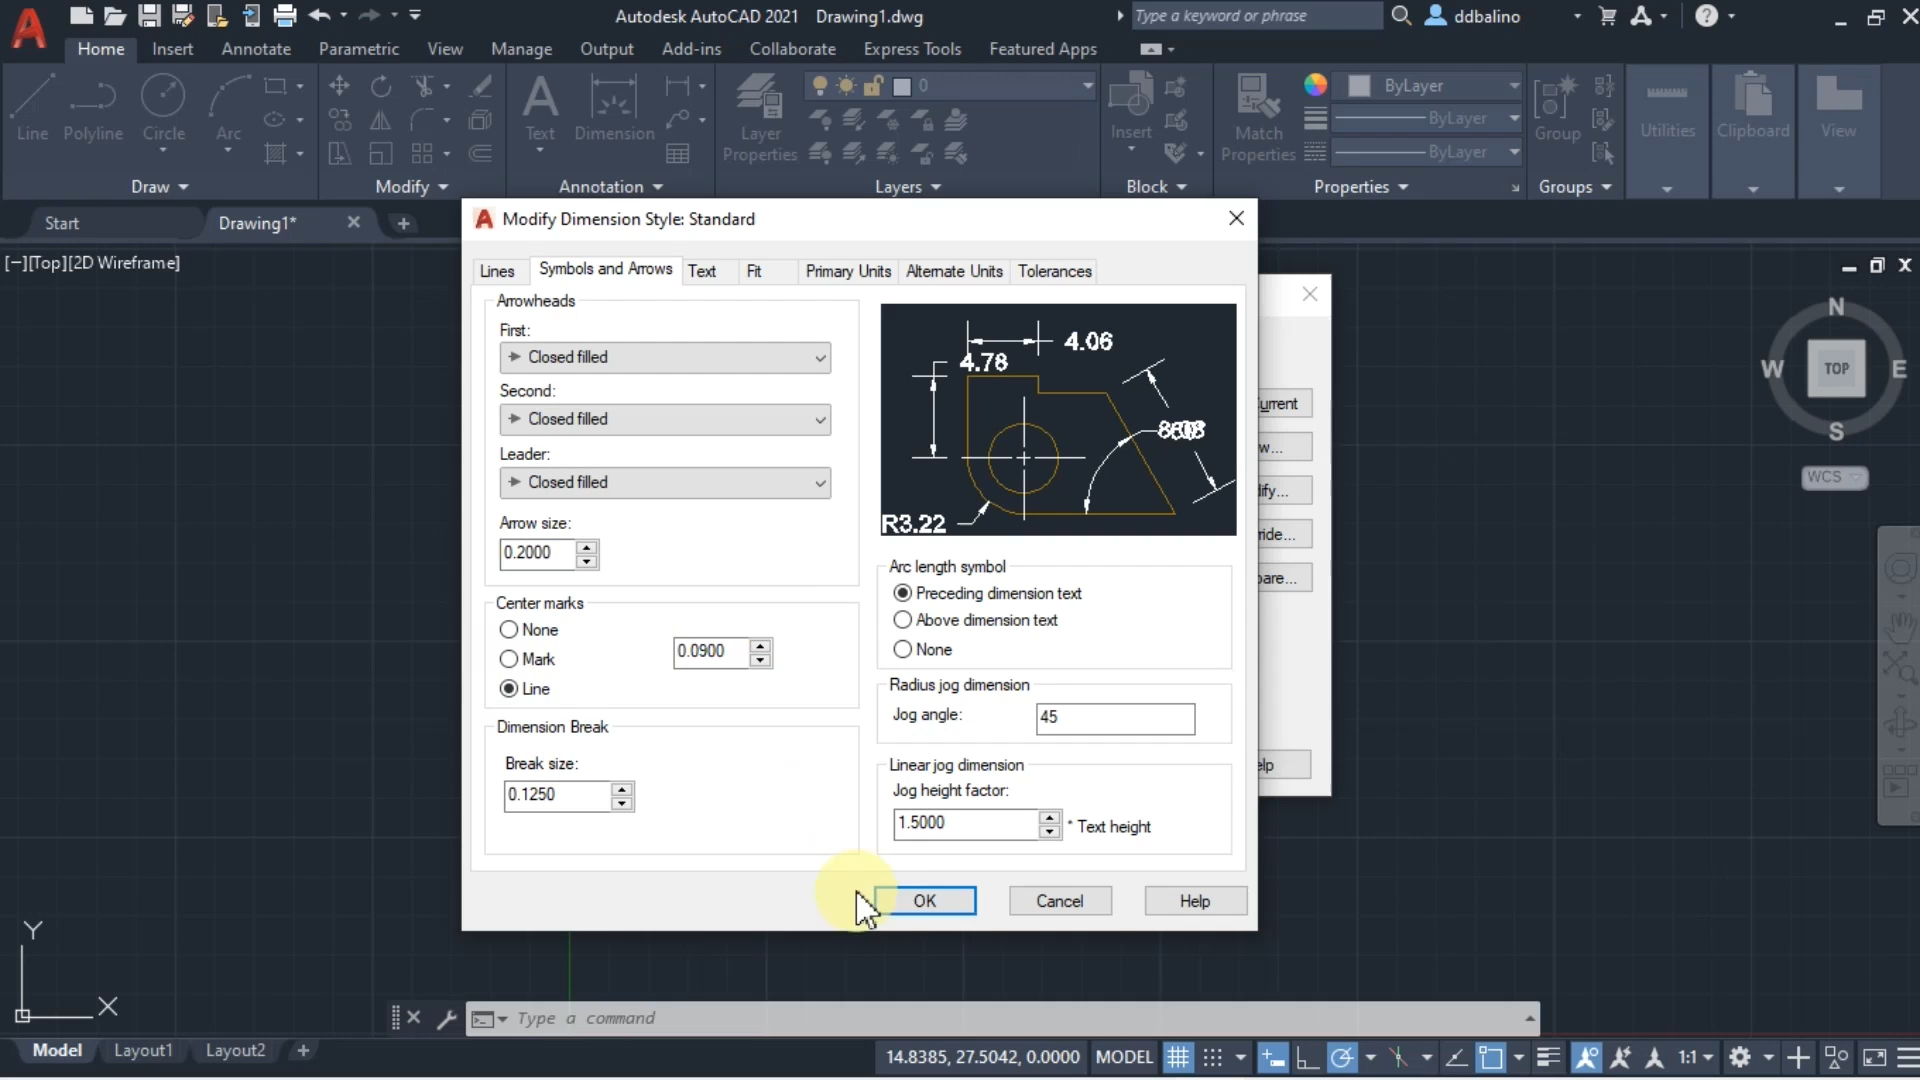 Autodesk AutoCAD 2021 Drawing1.dwg
Type a keyword or phrase
ddbalino
Home Insert Annotate Parametric View Manage Output Add-ins Collaborate Express Tools Featured Apps
0
ByLayer
ByLayer
ByLayer
Line Polyline Circle Arc
Text Dimension
Layer
Properties
Insert
Match
Properties
Group
Utilities
Clipboard
View
Draw Modify Annotation Layers Block Properties Groups
Start Drawing1*
[−][Top][2D Wireframe]
Modify Dimension Style: Standard
Lines Symbols and Arrows Text Fit Primary Units Alternate Units Tolerances
Arrowheads
First:
Closed filled
Second:
Closed filled
Leader:
Closed filled
Arrow size:
0.2000
Center marks
None
Mark
Line
0.0900
Dimension Break
Break size:
0.1250
4.06
4.78
R3.22
Arc length symbol
Preceding dimension text
Above dimension text
None
Radius jog dimension
Jog angle:
45
Linear jog dimension
Jog height factor:
1.5000
* Text height
OK Cancel Help
urrent
w...
ify...
ride...
are...
elp
N
W TOP E
S
WCS
Y
X
Type a command
Model Layout1 Layout2
14.8385, 27.5042, 0.0000 MODEL
1:1